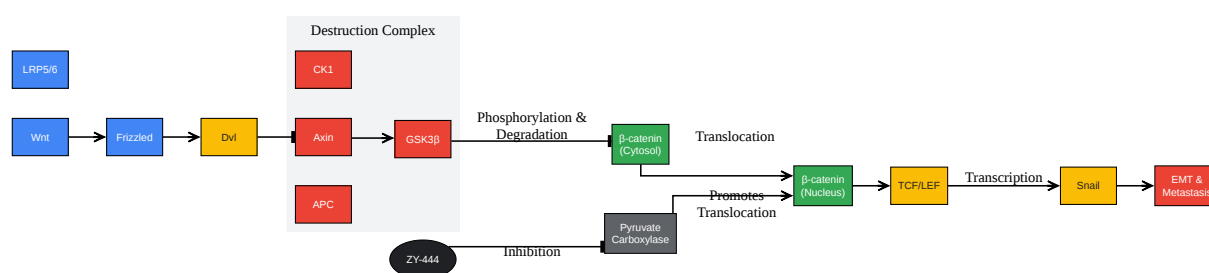 Destruction Complex
LRP5/6
CK1
Wnt
Frizzled
Dvl
Axin
GSK3β
APC
Phosphorylation &
Degradation
β-catenin
(Cytosol)
Translocation
Promotes
Translocation
β-catenin
(Nucleus)
TCF/LEF
Transcription
Snail
EMT &
Metastasis
Pyruvate
Carboxylase
ZY-444
Inhibition